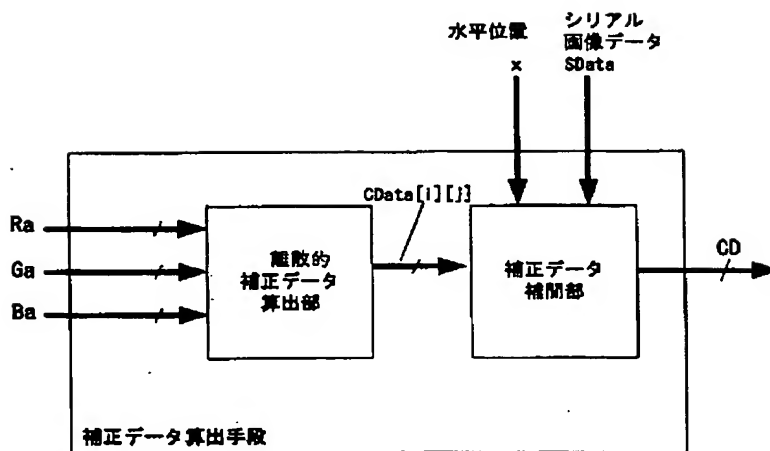 水平位置
x
シリアル
画像データ
SData
CData[i][j]
Ra
Ga
Ba
離散的
補正データ
算出部
補正データ
補間部
CD
補正データ算出手段